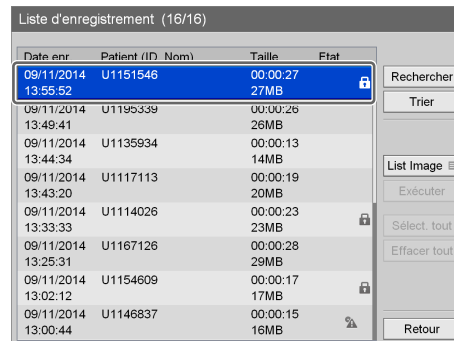 Liste d'enregistrement (16/16)
Date enr Patient (ID Nom) Taille Etat
09/11/2014 U1151546 00:00:27
13:55:52 27MB
09/11/2014 U1195339 00:00:26
13:49:41 26MB
09/11/2014 U1135934 00:00:13
13:44:34 14MB
09/11/2014 U1117113 00:00:19
13:43:20 20MB
09/11/2014 U1114026 00:00:23
13:33:33 23MB
09/11/2014 U1167126 00:00:28
13:25:31 29MB
09/11/2014 U1154609 00:00:17
13:02:12 17MB
09/11/2014 U1146837 00:00:15
13:00:44 16MB
Rechercher
Trier
List Image
Exécuter
Sélect. tout
Effacer tout
Retour